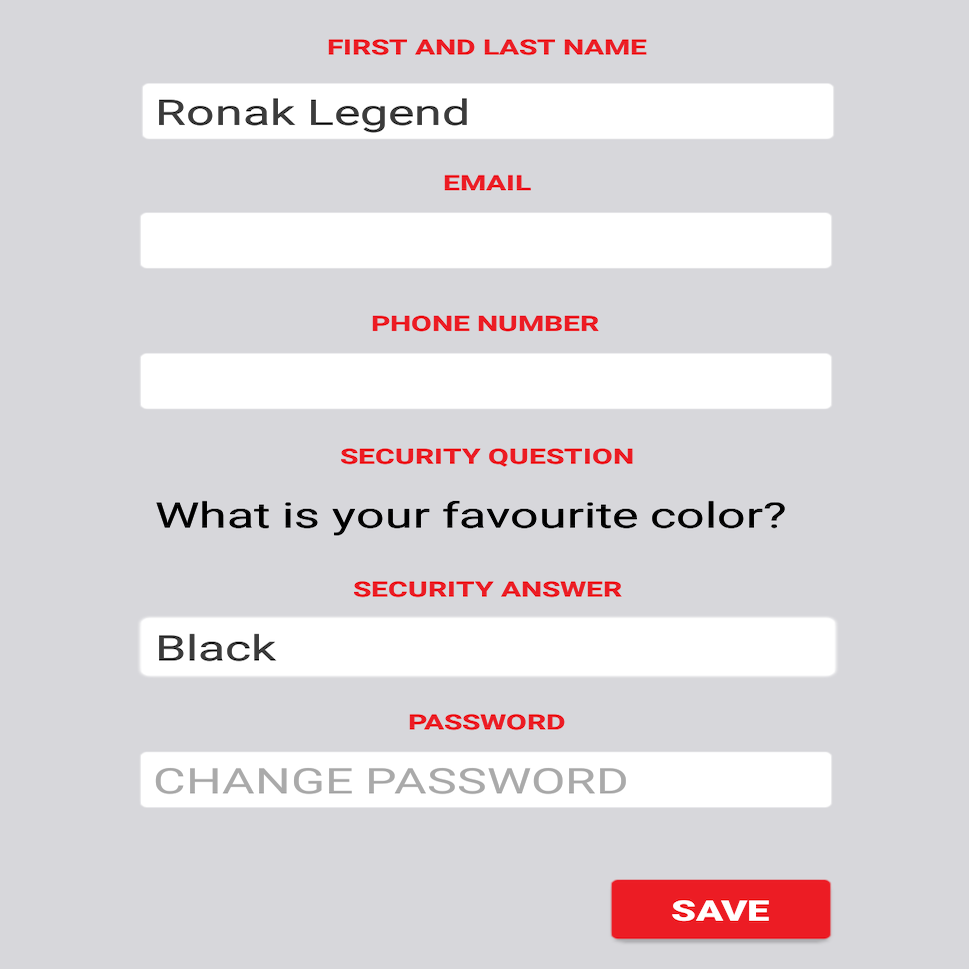 FIRST AND LAST NAME
Ronak Legend
EMAIL
PHONE NUMBER
SECURITY QUESTION
What is your favourite color?
SECURITY ANSWER
Black
PASSWORD
CHANGE PASSWORD
SAVE